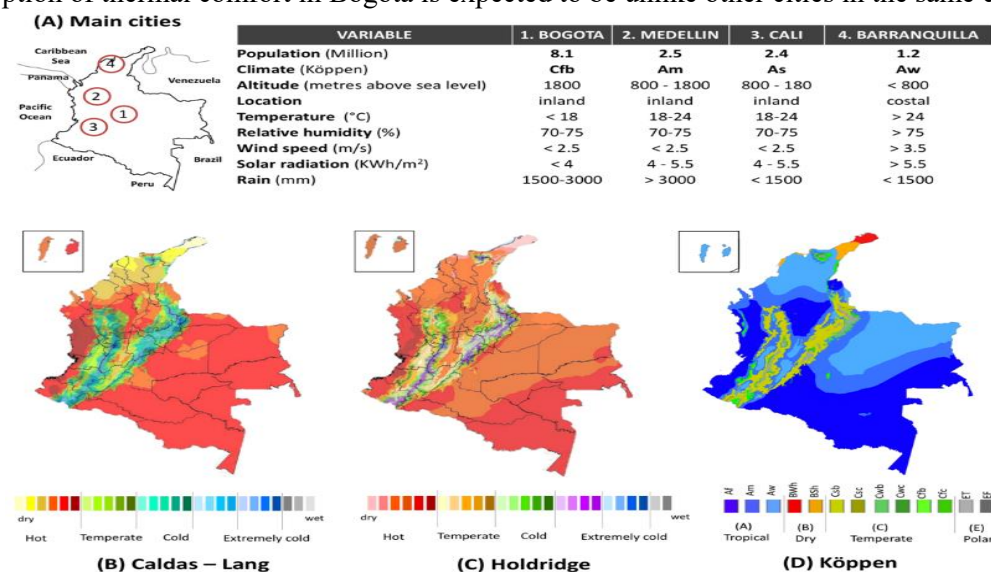 ption of thermal comfort in Bogotá is expected to be unlike other cities in the same c
(A) Main cities
Caribbean
Sea
Panama
Venezuela
Pacific
Ocean
Ecuador
Brazil
Peru
4
2
1
3
VARIABLE 1. BOGOTA 2. MEDELLIN 3. CALI 4. BARRANQUILLA
Population (Million) 8.1 2.5 2.4 1.2
Climate (Köppen) Cfb Am As Aw
Altitude (metres above sea level) 1800 800 - 1800 800 - 180 < 800
Location inland inland inland costal
Temperature (°C) < 18 18-24 18-24 > 24
Relative humidity (%) 70-75 70-75 70-75 > 75
Wind speed (m/s) < 2.5 < 2.5 < 2.5 > 3.5
Solar radiation (KWh/m²) < 4 4 - 5.5 4 - 5.5 > 5.5
Rain (mm) 1500-3000 > 3000 < 1500 < 1500
dry wet
Hot Temperate Cold Extremely cold
(B) Caldas – Lang
dry wet
Hot Temperate Cold Extremely cold
(C) Holdridge
Af Am Aw BWh BSh Csb Csc Cwb Cwc Cfb Cfc ET EF
(A) (B) (C) (E)
Tropical Dry Temperate Polar
(D) Köppen